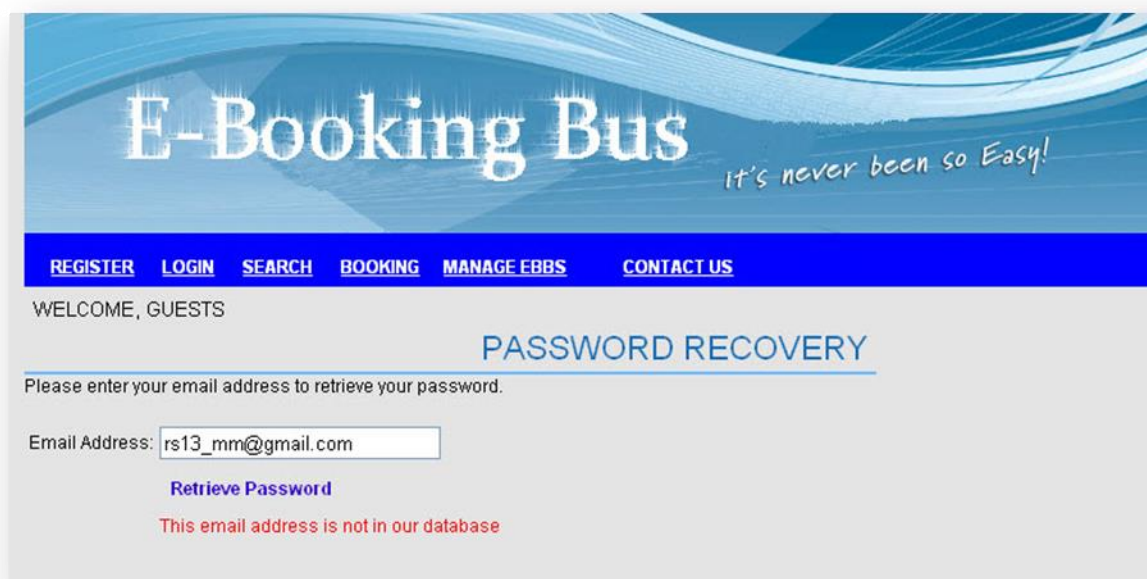 E-Booking Bus
It's never been so Easy!
REGISTER LOGIN SEARCH BOOKING MANAGE EBBS CONTACT US
WELCOME, GUESTS
PASSWORD RECOVERY
Please enter your email address to retrieve your password.
Email Address: rs13_mm@gmail.com
Retrieve Password
This email address is not in our database